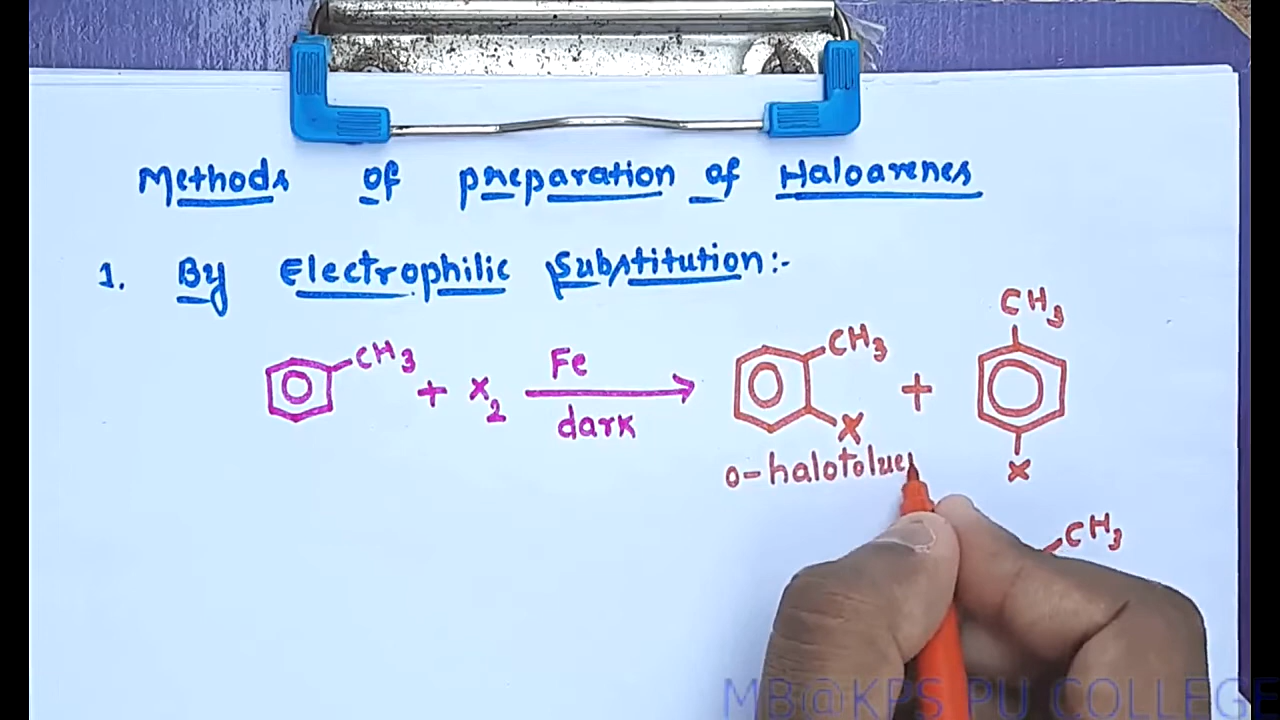 Methods of preparation of Haloarenes
1. By Electrophilic Substitution:-
CH3 + X2 Fe dark → CH3 X + CH3 X
o-halotolue
CH3
MB@KPS PU COLLEGE